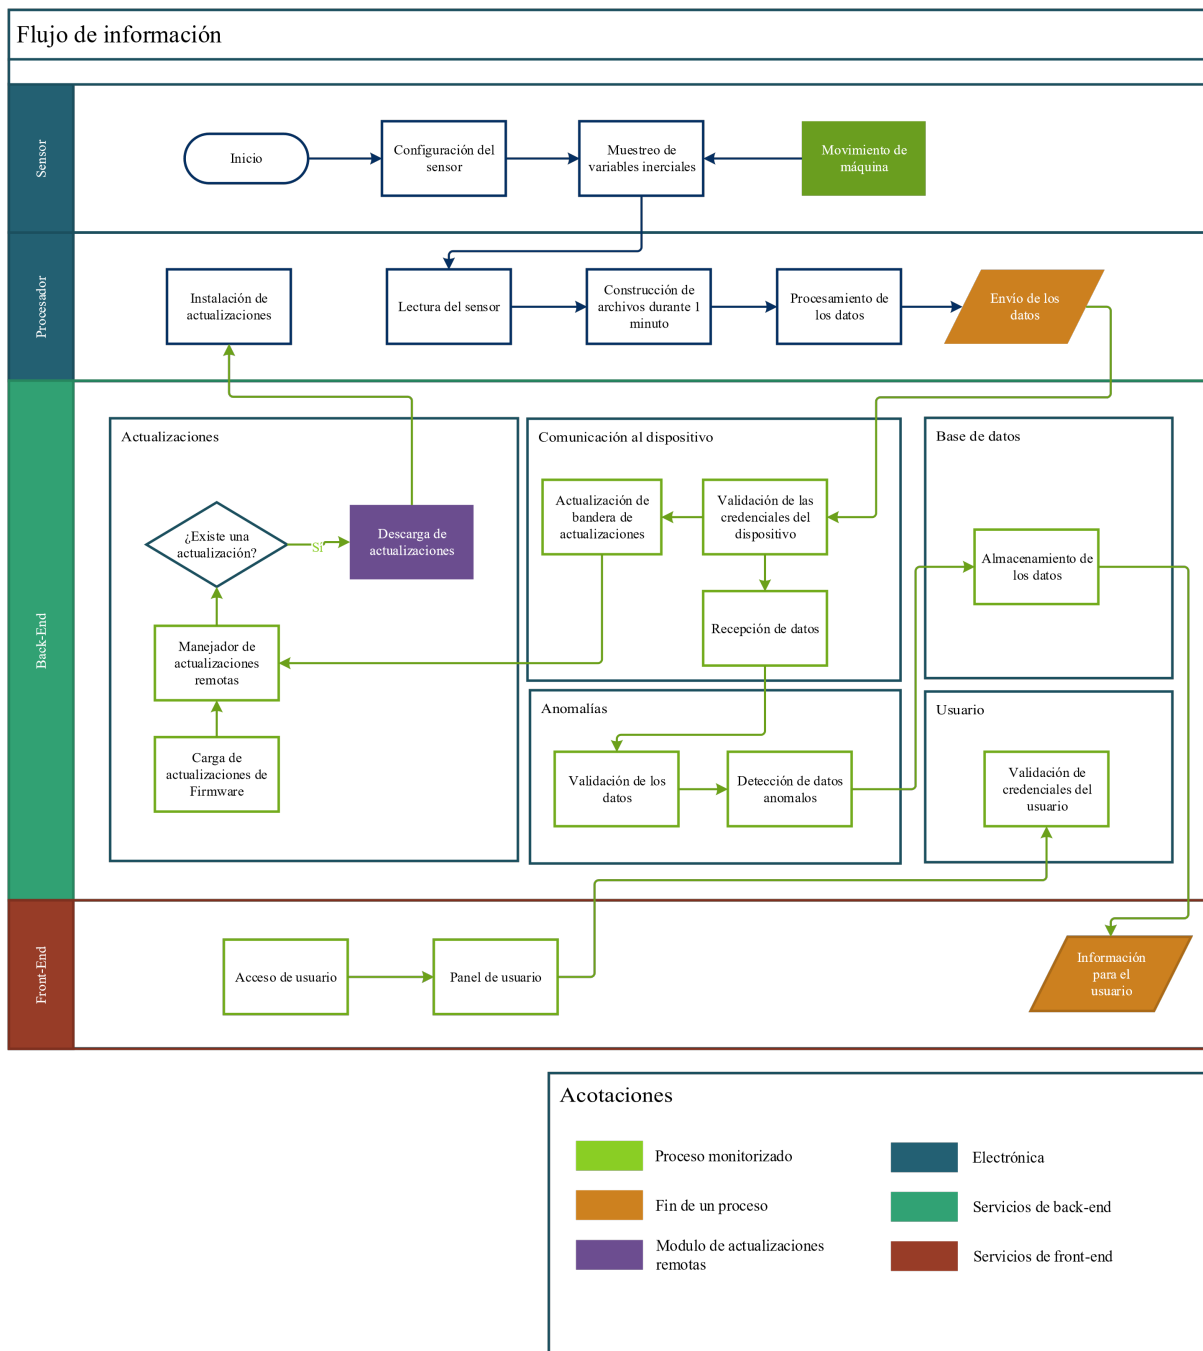 Flujo de información
Sensor
Inicio
Configuración del
sensor
Muestreo de
variables inerciales
Movimiento de
máquina
Procesador
Instalación de
actualizaciones
Lectura del sensor
Construcción de
archivos durante 1
minuto
Procesamiento de
los datos
Envío de los
datos
Back-End
Actualizaciones
¿Existe una
actualización?
Sí
Descarga de
actualizaciones
Manejador de
actualizaciones
remotas
Carga de
actualizaciones de
Firmware
Comunicación al dispositivo
Actualización de
bandera de
actualizaciones
Validación de las
credenciales del
dispositivo
Recepción de datos
Anomalías
Validación de los
datos
Detección de datos
anomalos
Base de datos
Almacenamiento de
los datos
Usuario
Validación de
credenciales del
usuario
Front-End
Acceso de usuario
Panel de usuario
Información
para el
usuario
Acotaciones
Proceso monitorizado
Fin de un proceso
Modulo de actualizaciones
remotas
Electrónica
Servicios de back-end
Servicios de front-end